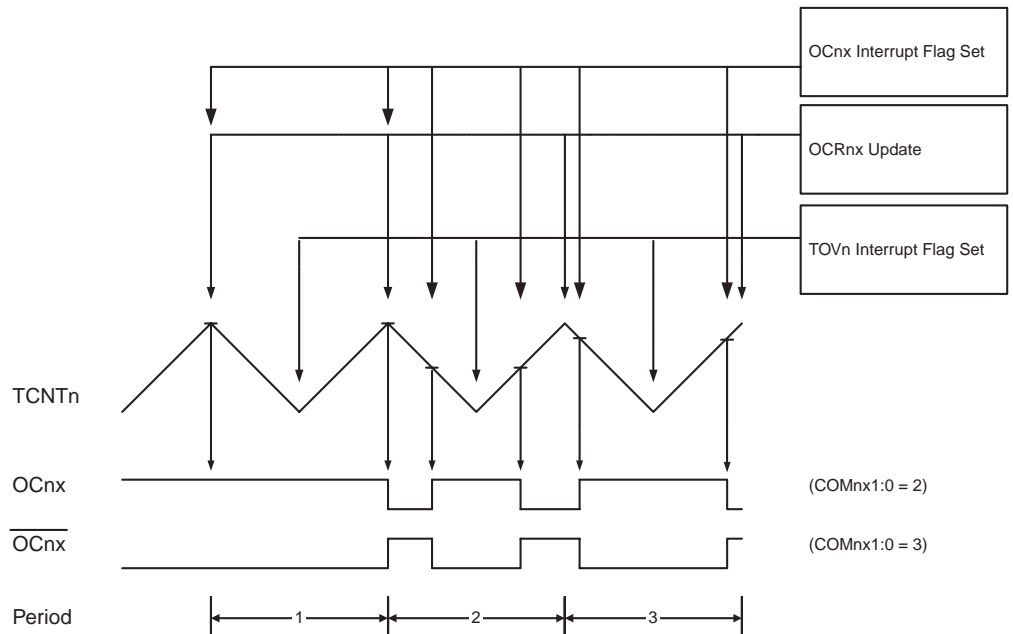 OCnx Interrupt Flag Set
OCRnx Update
TOVn Interrupt Flag Set
TCNTn
OCnx
(COMnx1:0 = 2)
OCnx
(COMnx1:0 = 3)
Period
1
2
3